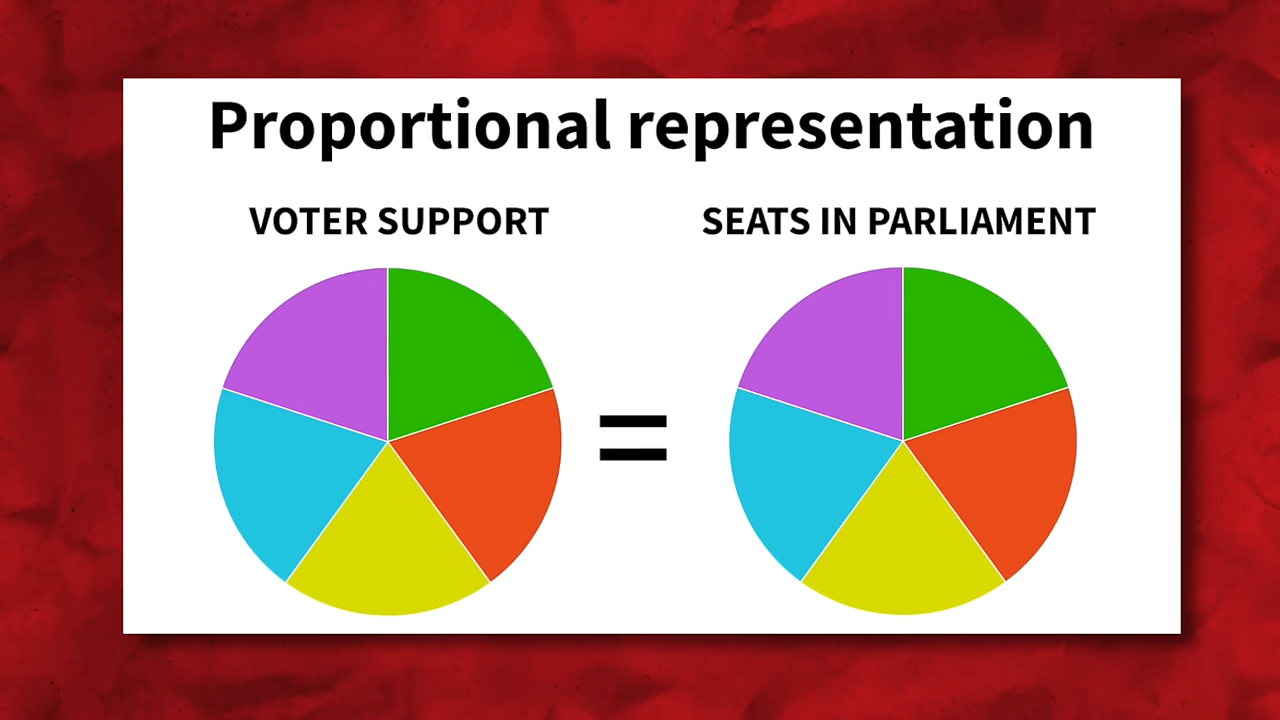 Proportional representation
VOTER SUPPORT
SEATS IN PARLIAMENT
=